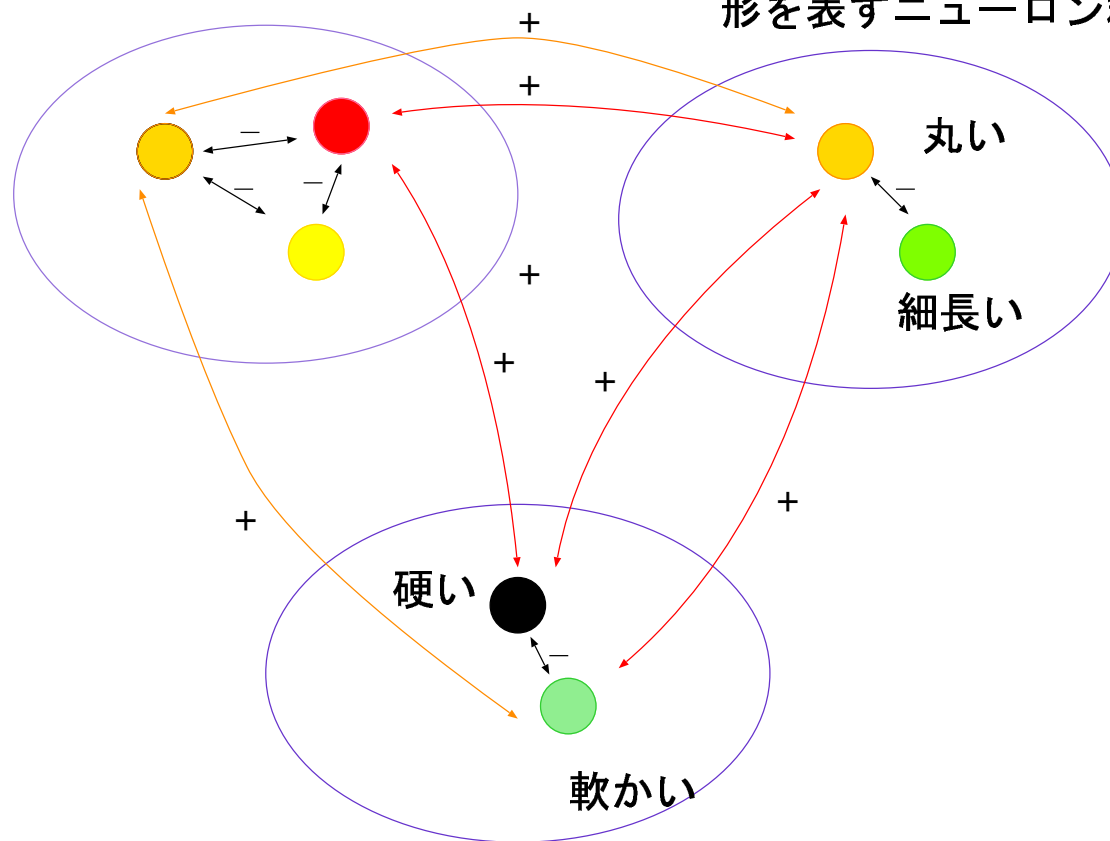 形を表すニューロン
+
+
—
—
—
丸い
—
細長い
+
+
+
+
+
硬い
—
軟かい